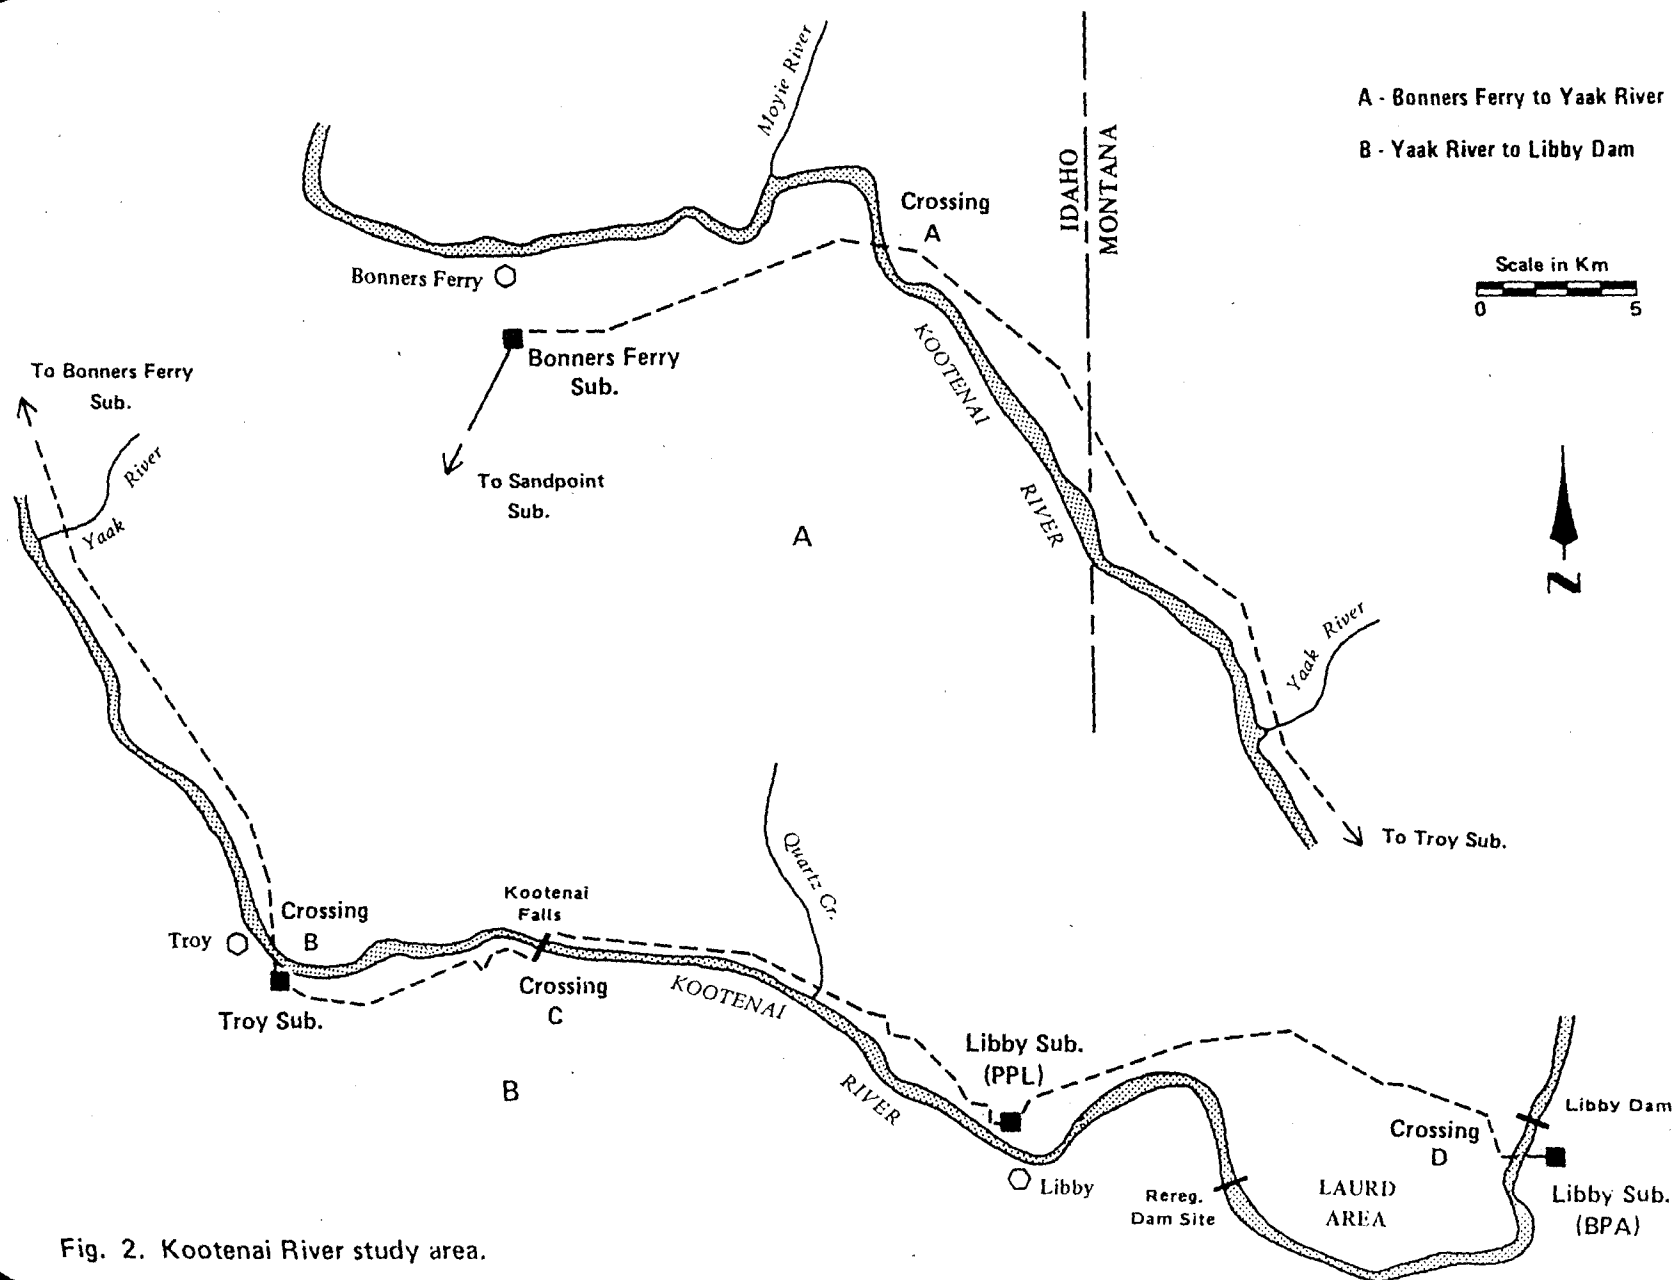 Moyie River
A - Bonners Ferry to Yaak River
B - Yaak River to Libby Dam
IDAHO
MONTANA
Crossing
A
Scale in Km
0 5
Bonners Ferry
KOOTENAI
RIVER
Bonners Ferry
Sub.
To Bonners Ferry
Sub.
To Sandpoint
Sub.
Yaak River
A
N
Yaak River
To Troy Sub.
Quartz Cr.
Kootenai
Falls
Crossing
B
Troy
Crossing
C
Troy Sub.
KOOTENAI
RIVER
B
Libby Sub.
(PPL)
Libby Dam
Crossing
D
Libby
Rereg.
Dam Site
LAURD
AREA
Libby Sub.
(BPA)
Fig. 2. Kootenai River study area.